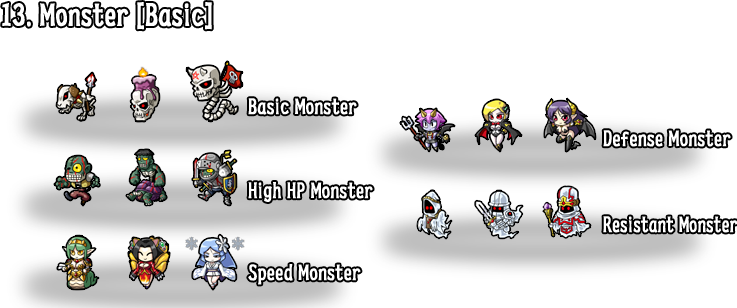 13. Monster [Basic]
Basic Monster
High HP Monster
Speed Monster
Defense Monster
Resistant Monster